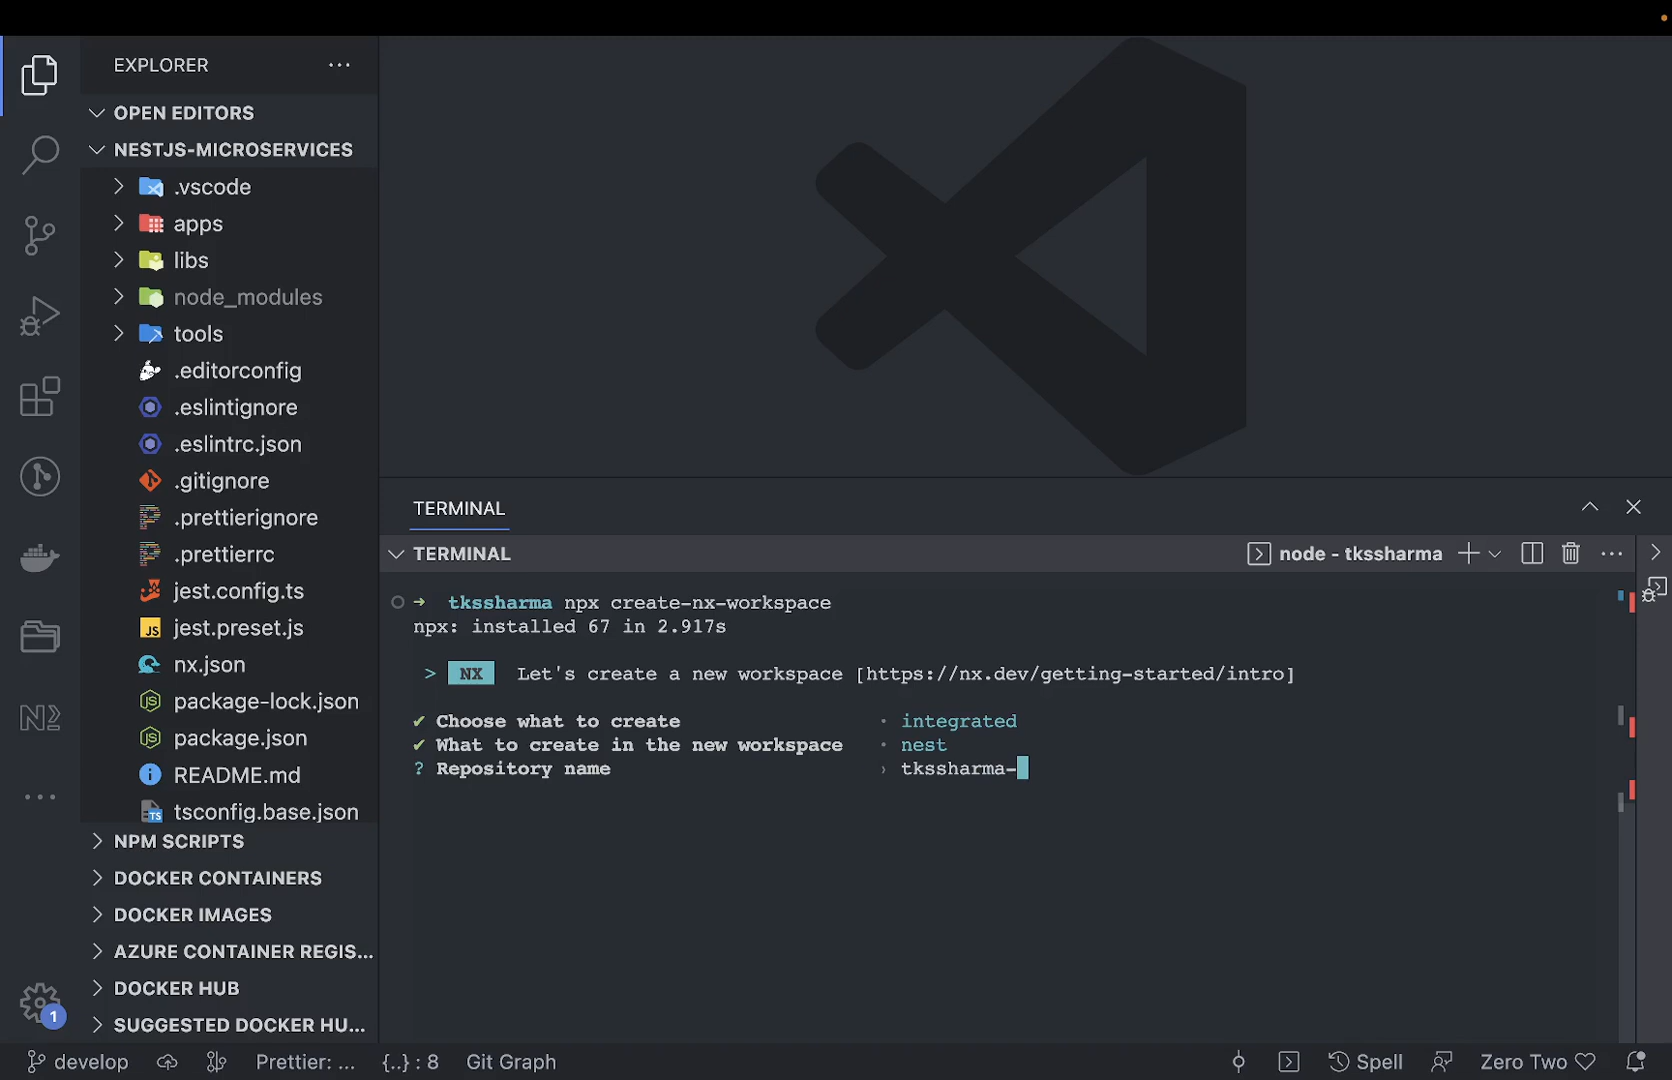 EXPLORER
OPEN EDITORS
NESTJS-MICROSERVICES
.vscode
apps
libs
node_modules
tools
.editorconfig
.eslintignore
.eslintrc.json
.gitignore
.prettierignore
.prettierrc
jest.config.ts
JS jest.preset.js
nx.json
package-lock.json
package.json
README.md
TS tsconfig.base.json
NPM SCRIPTS
DOCKER CONTAINERS
DOCKER IMAGES
AZURE CONTAINER REGIS...
DOCKER HUB
SUGGESTED DOCKER HU...
1
TERMINAL
TERMINAL
node - tkssharma
→ tkssharma npx create-nx-workspace
npx: installed 67 in 2.917s
> NX Let's create a new workspace [https://nx.dev/getting-started/intro]
✔ Choose what to create · integrated
✔ What to create in the new workspace · nest
? Repository name › tkssharma-
develop
Prettier: ...
{..} : 8
Git Graph
Spell
Zero Two